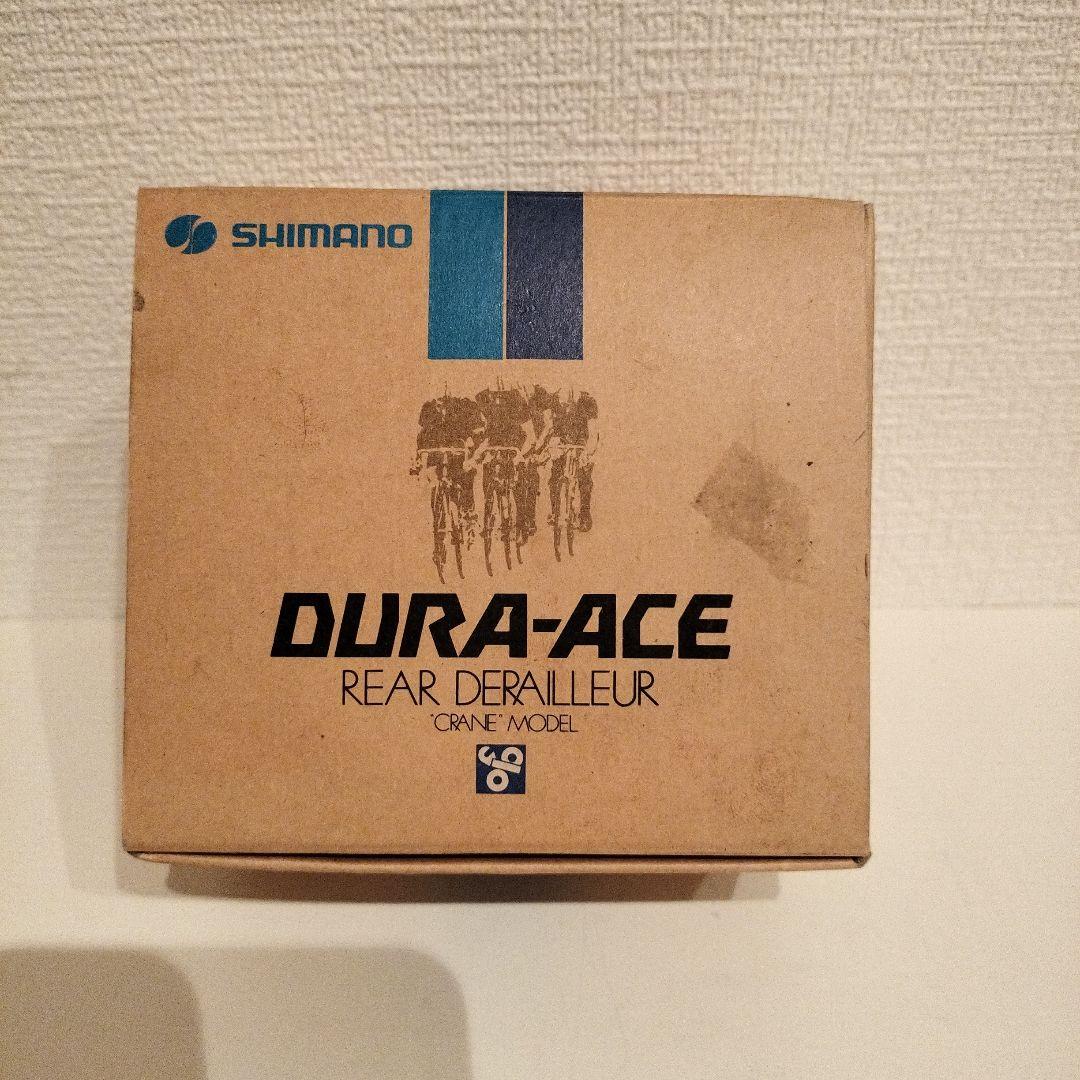 SHIMANO
DURA-ACE
REAR DERAILLEUR
"CRANE" MODEL